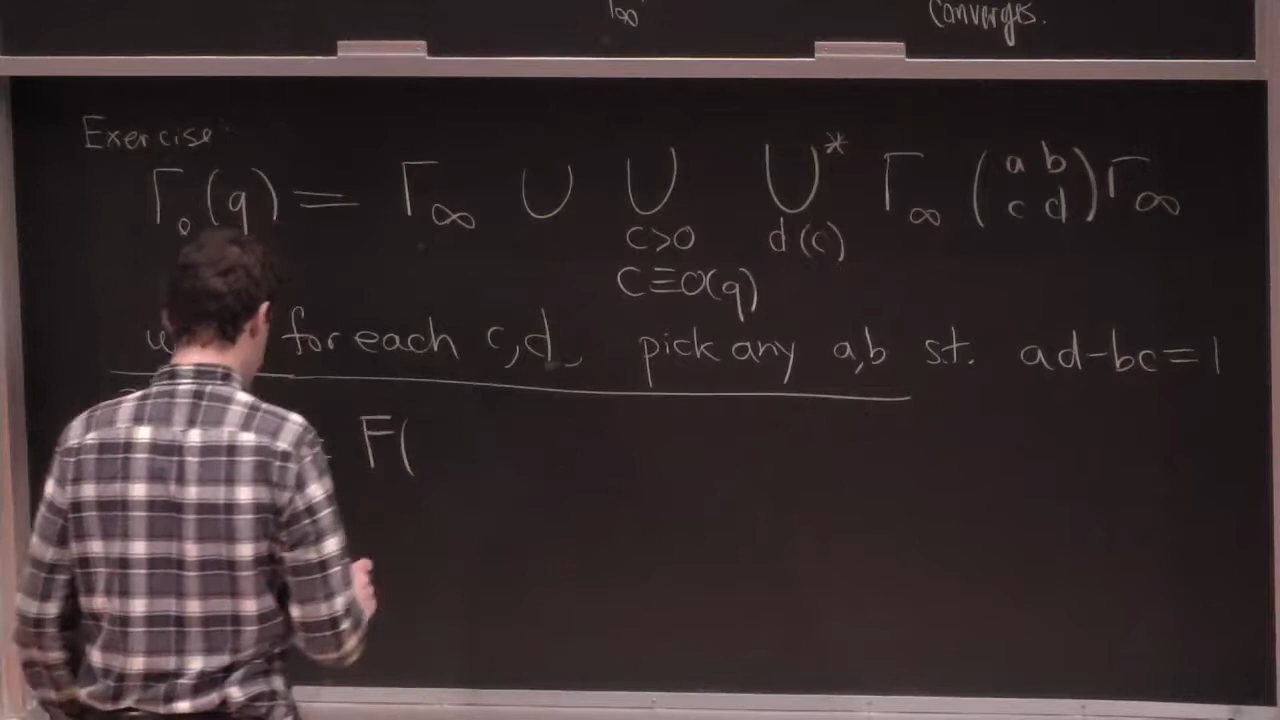 Γ∞
Converges.
Exercise:
Γ₀(q) = Γ∞ ∪ ∪ ∪* Γ∞ (a b c d) Γ∞
c>0 d(c)
c≡0(q)
for each c,d, pick any a,b s.t. ad-bc=1
F(